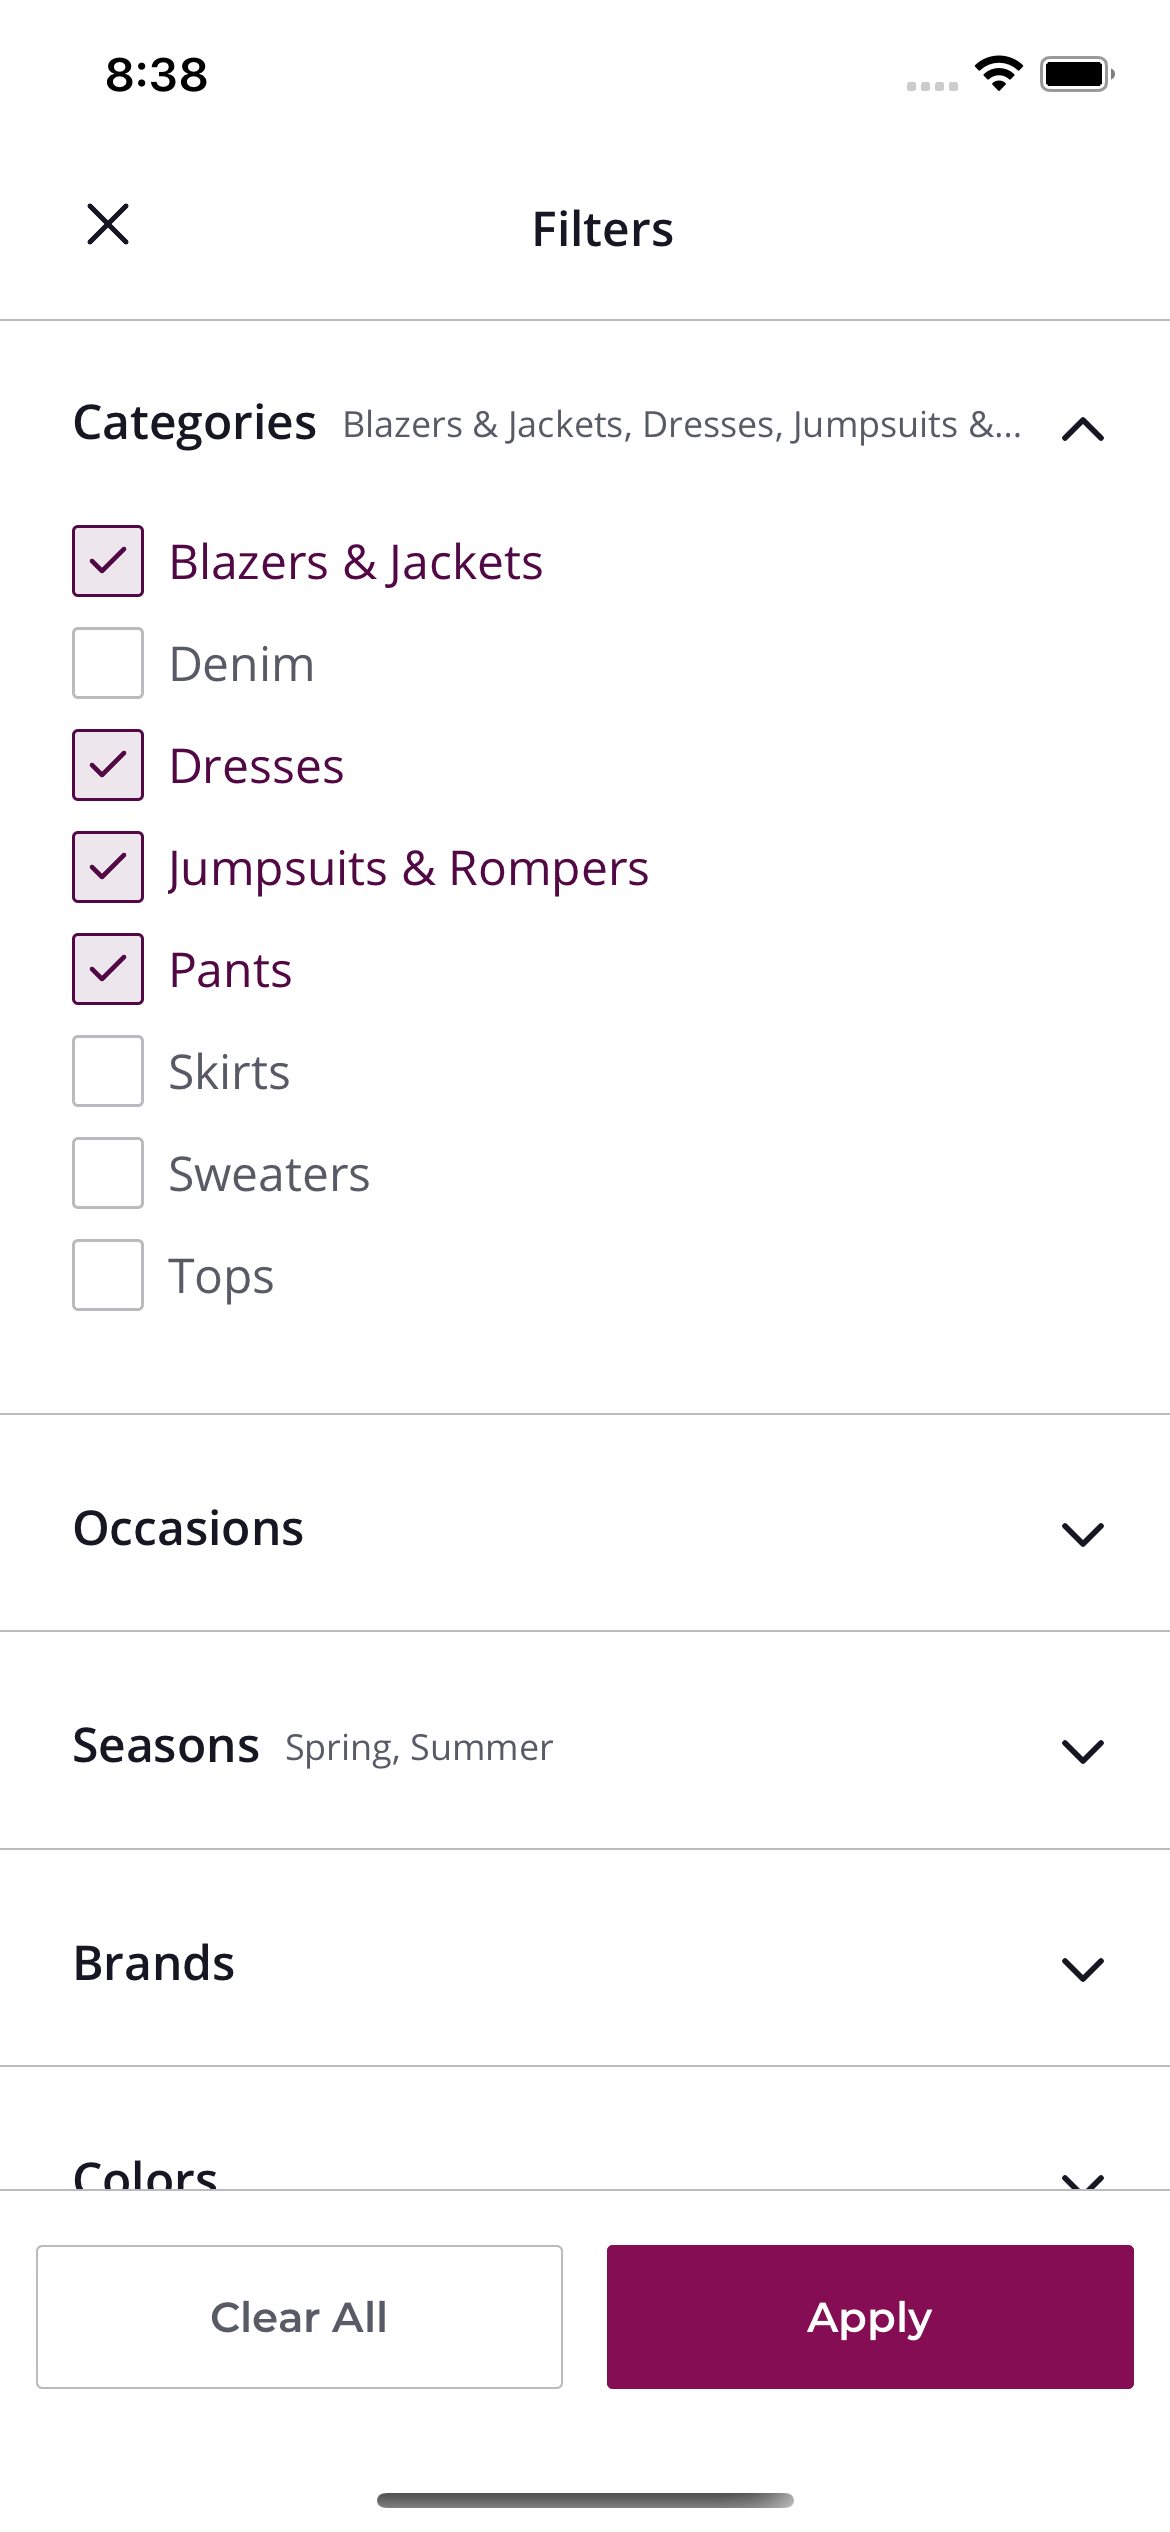 8:38
Filters
Categories Blazers & Jackets, Dresses, Jumpsuits &...
Blazers & Jackets
Denim
Dresses
Jumpsuits & Rompers
Pants
Skirts
Sweaters
Tops
Occasions
Seasons Spring, Summer
Brands
Colors
Clear All
Apply